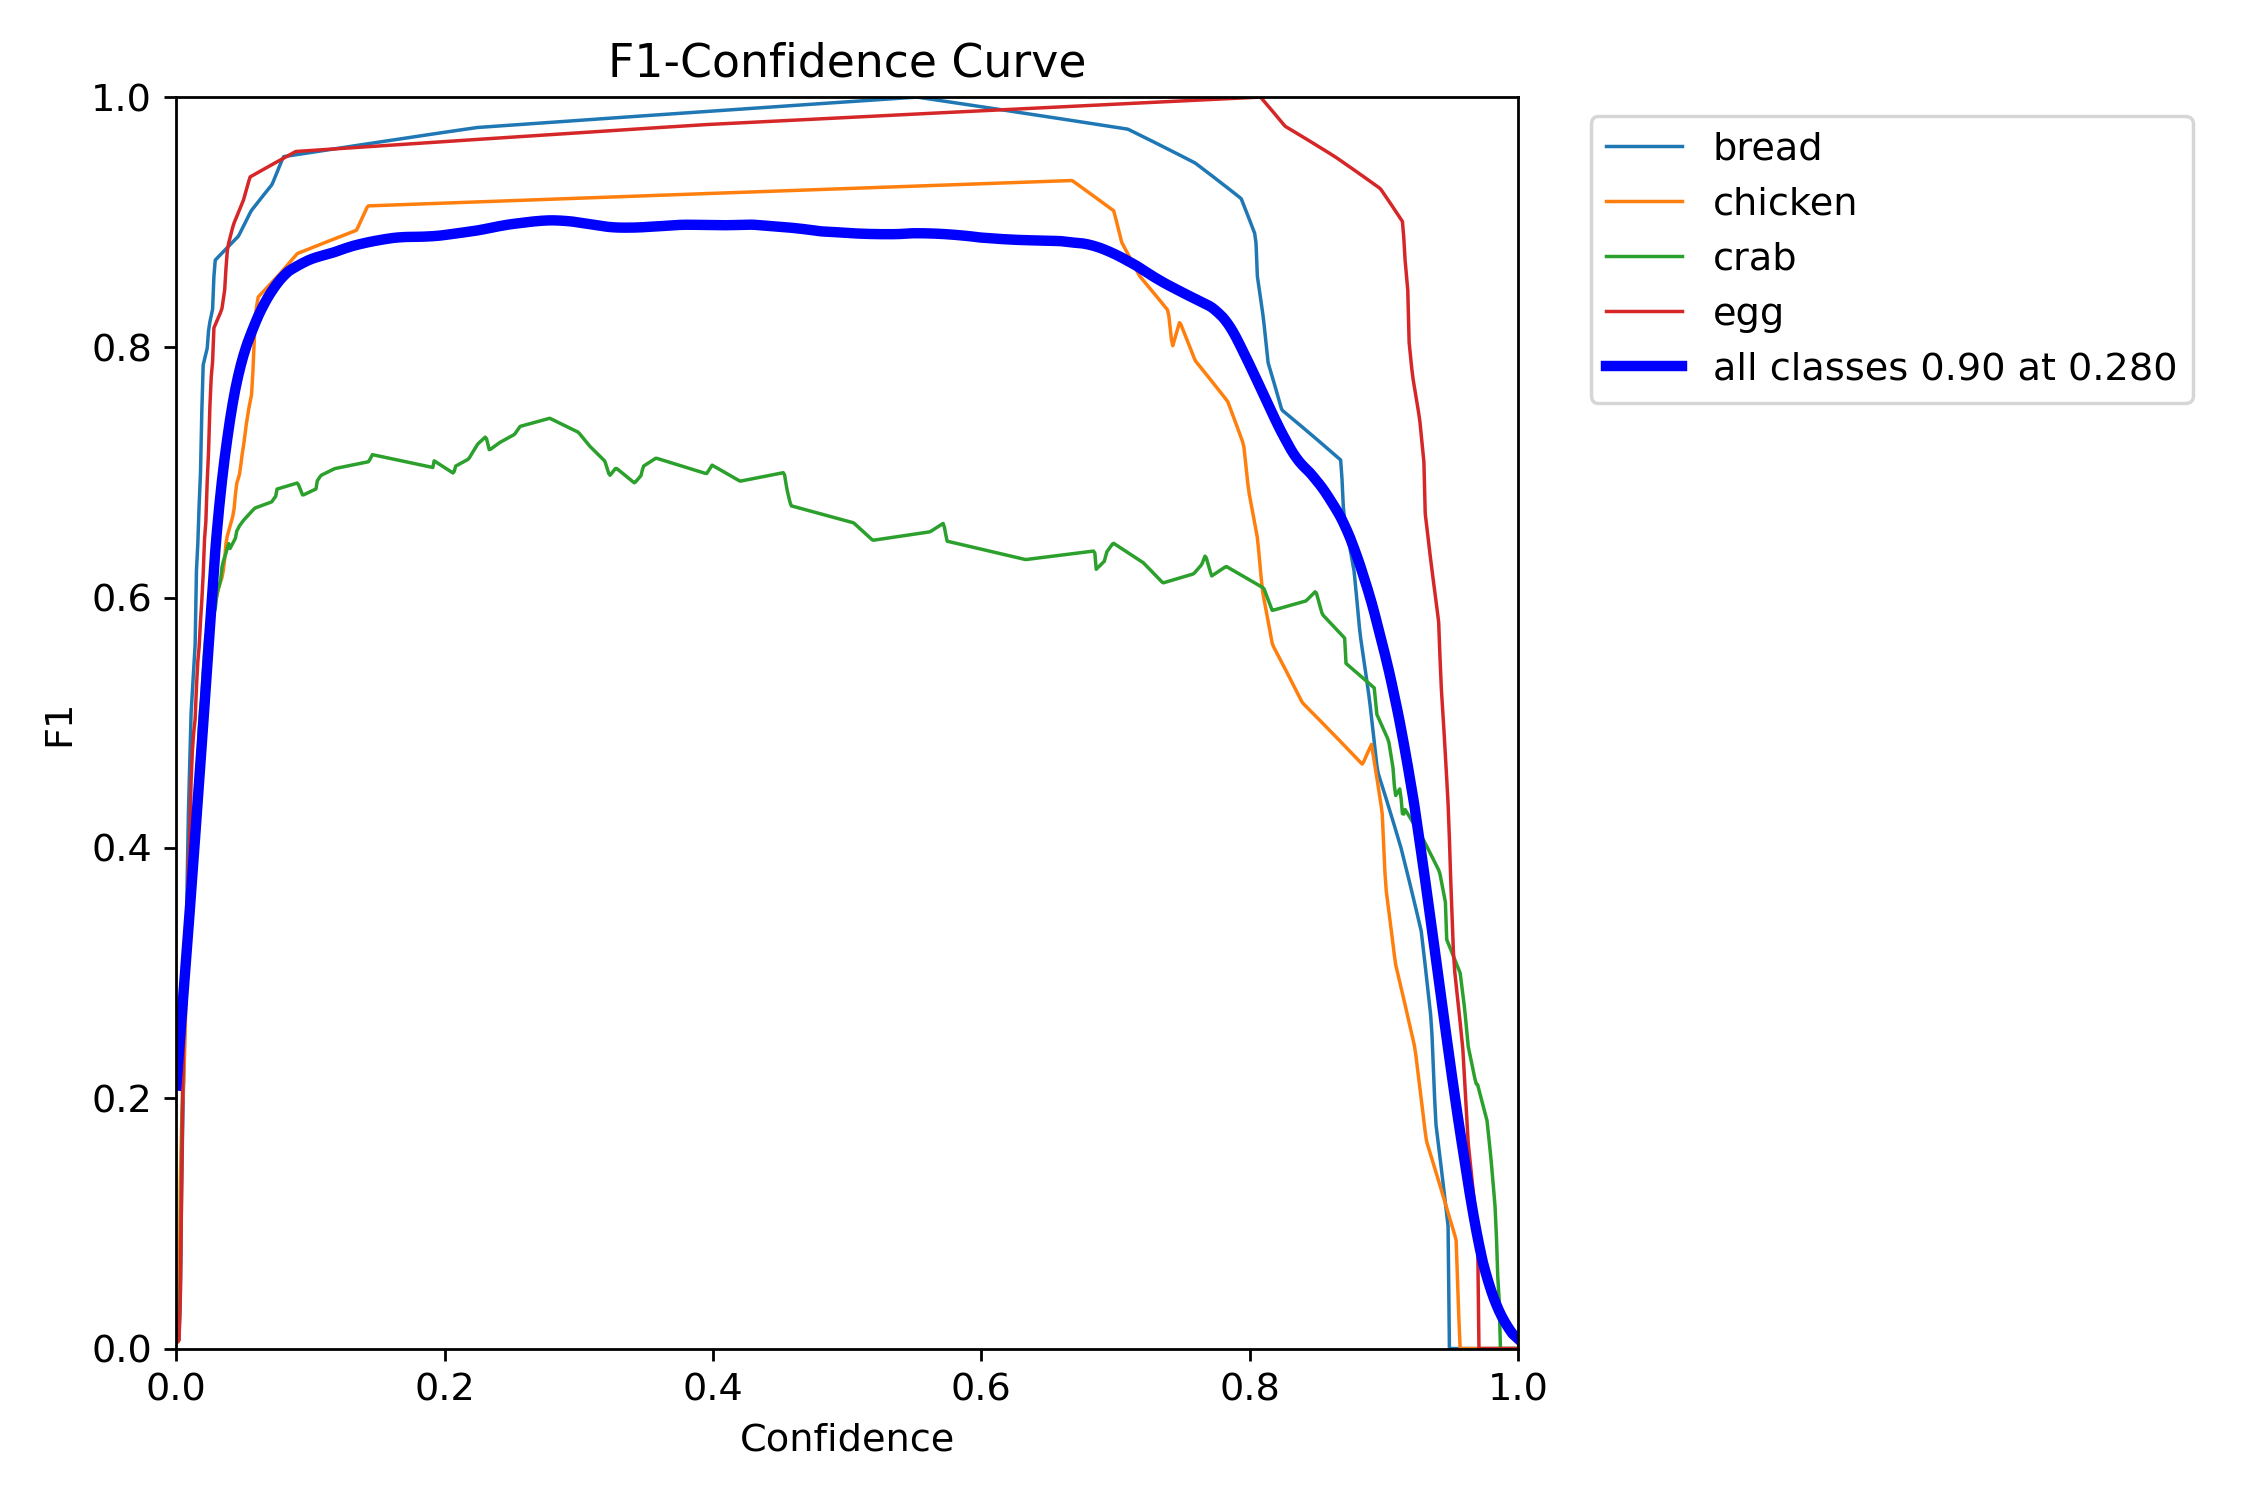 F1-Confidence Curve
1.0
0.8
0.6
0.4
0.2
0.0
F1
0.0 0.2 0.4 0.6 0.8 1.0
Confidence
bread
chicken
crab
egg
all classes 0.90 at 0.280